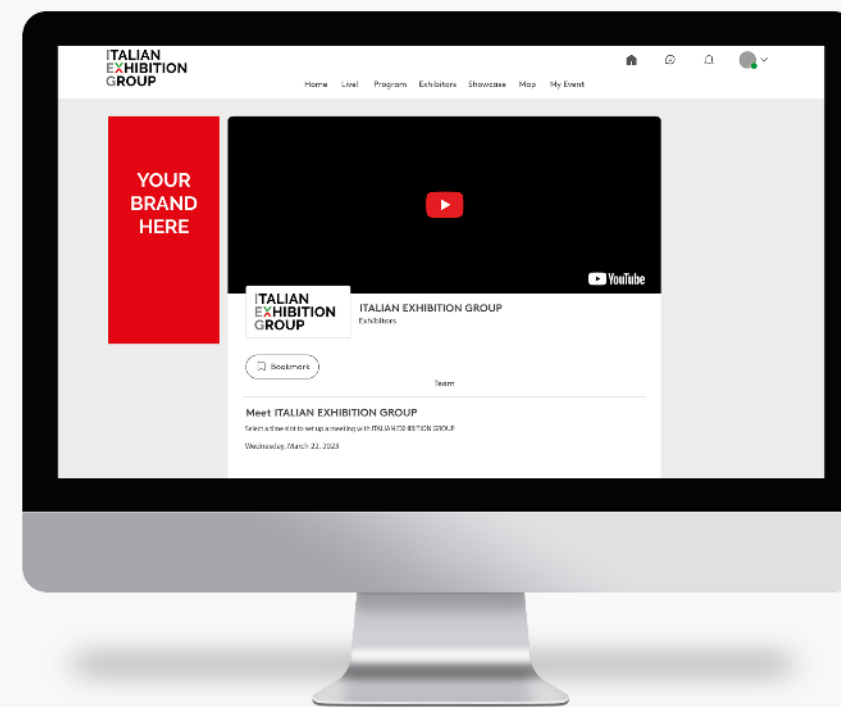 ITALIAN
EXHIBITION
GROUP
Home Live! Program Exhibitors Showcase Map My Event
YOUR
BRAND
HERE
YouTube
ITALIAN
EXHIBITION
GROUP
ITALIAN EXHIBITION GROUP
Exhibitors
Bookmark
Team
Meet ITALIAN EXHIBITION GROUP
Select a time slot to set up a meeting with ITALIAN EXHIBITION GROUP
Wednesday, March 22, 2023